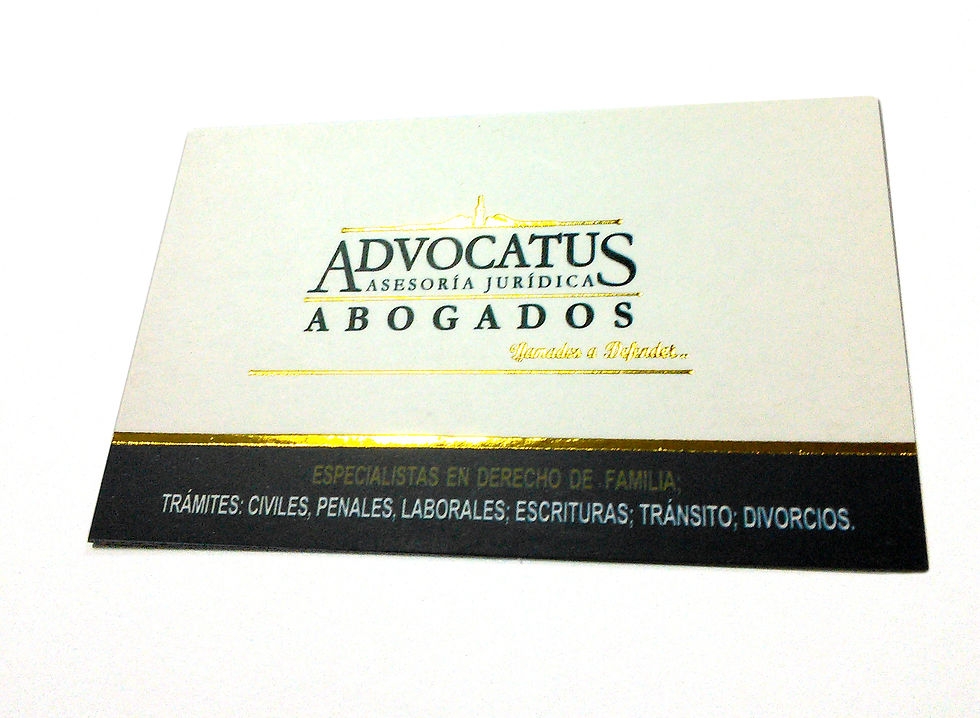 ADVOCATUS
ASESORÍA JURÍDICA
ABOGADOS
Llamados a Defender...
ESPECIALISTAS EN DERECHO DE FAMILIA;
TRÁMITES: CIVILES, PENALES, LABORALES; ESCRITURAS; TRÁNSITO; DIVORCIOS.